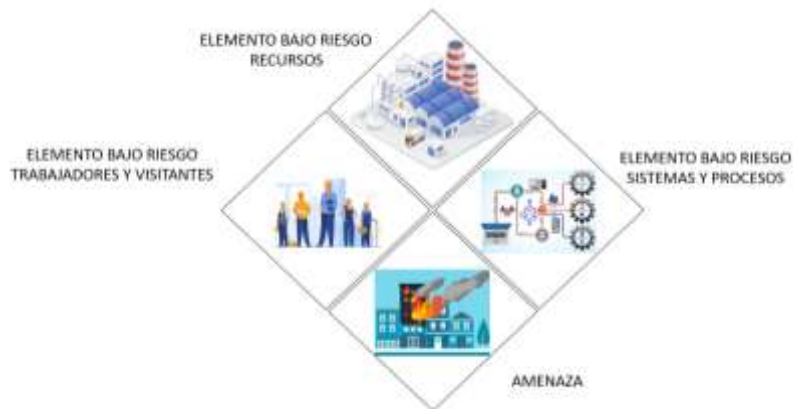 ELEMENTO BAJO RIESGO
RECURSOS
ELEMENTO BAJO RIESGO
TRABAJADORES Y VISITANTES
ELEMENTO BAJO RIESGO
SISTEMAS Y PROCESOS
AMENAZA